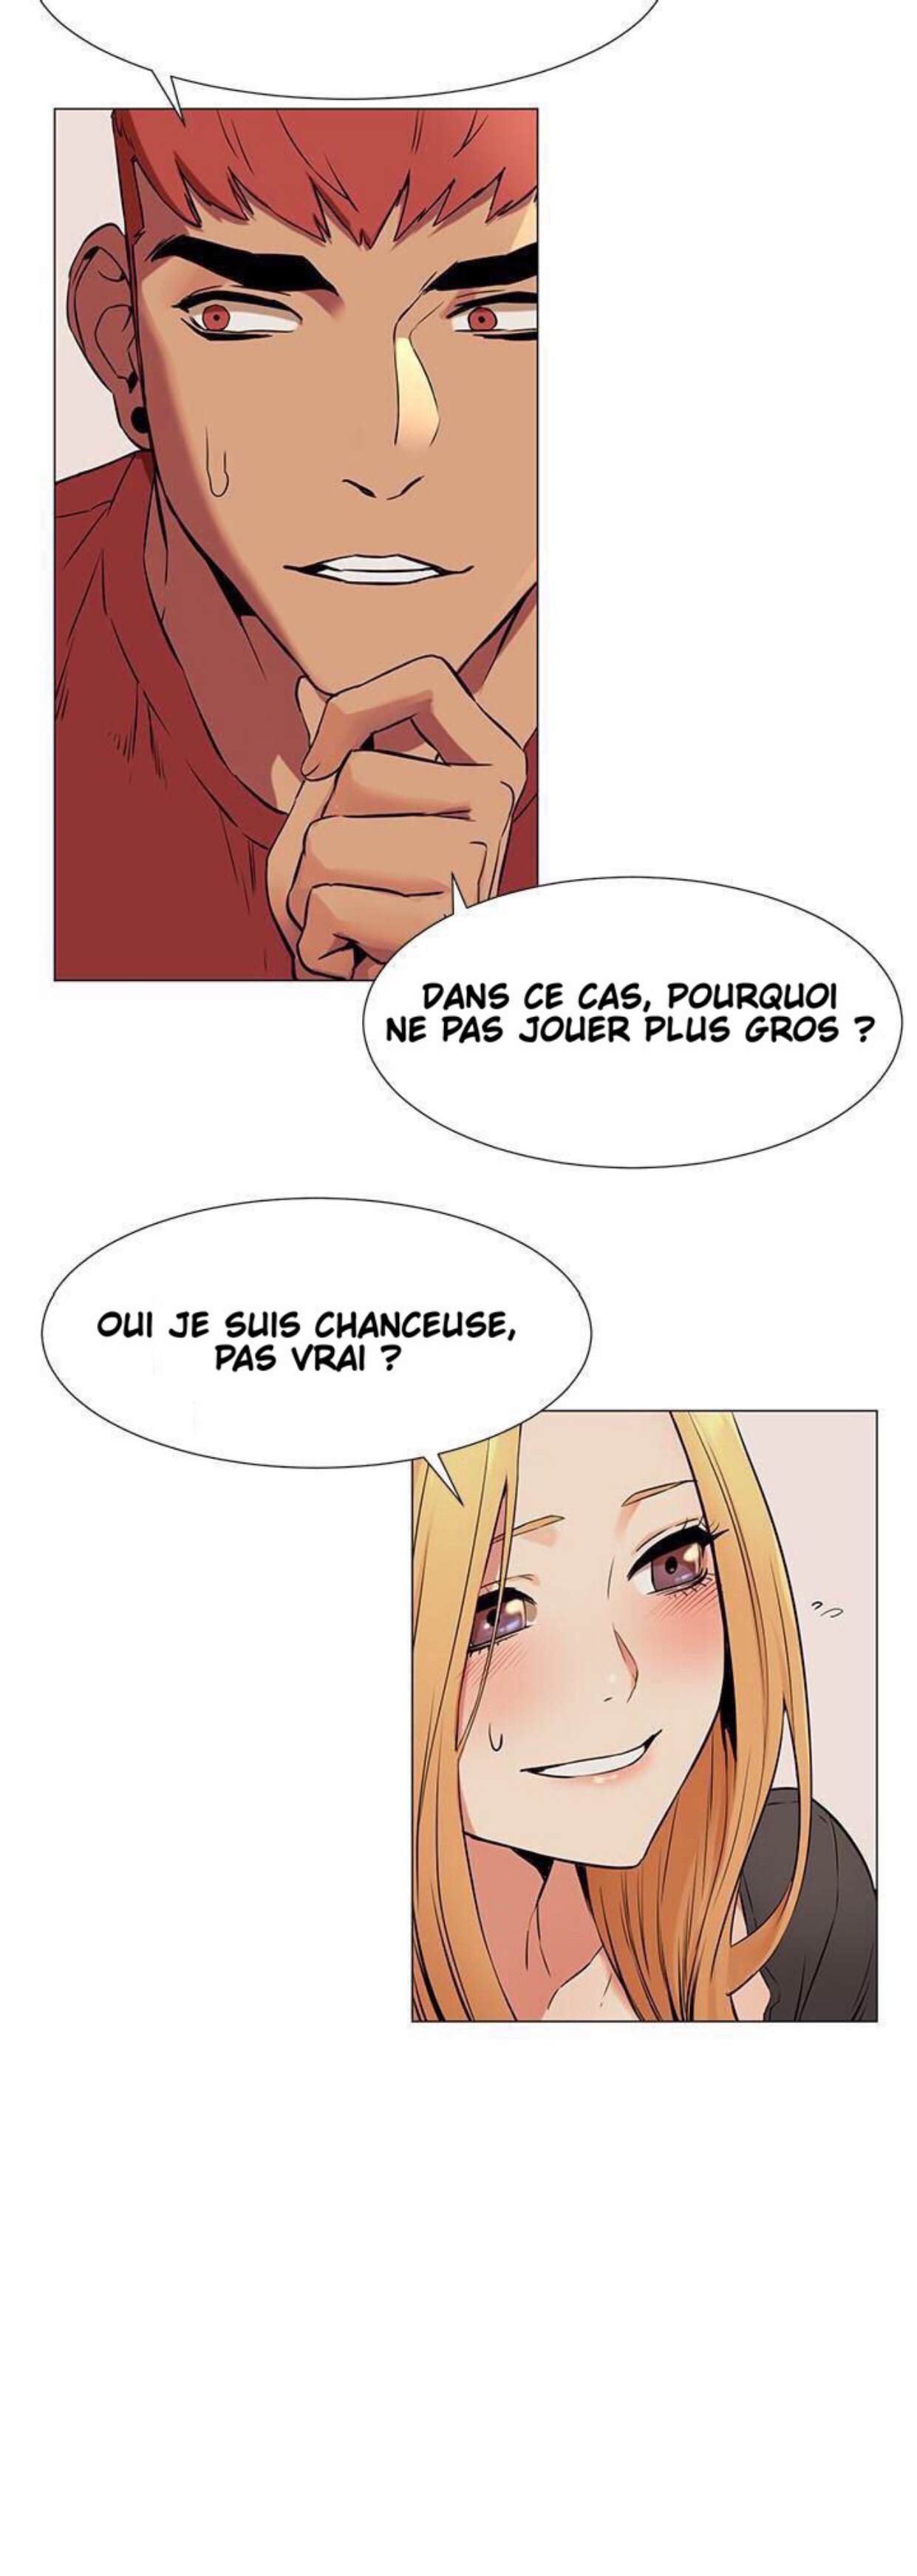 DANS CE CAS, POURQUOI
NE PAS JOUER PLUS GROS ?
OUI JE SUIS CHANCEUSE,
PAS VRAI ?